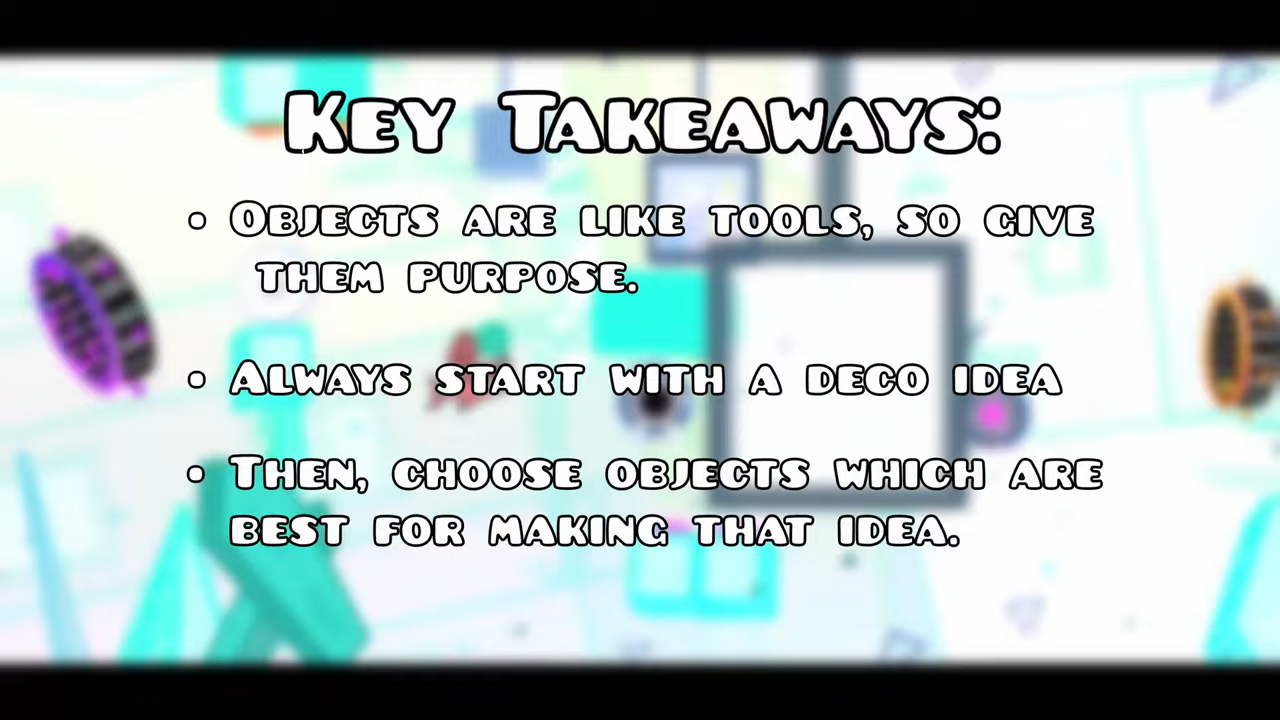 Key Takeaways:
• Objects are like tools, so give
them purpose.
• Always start with a deco idea
• Then, choose objects which are
best for making that idea.